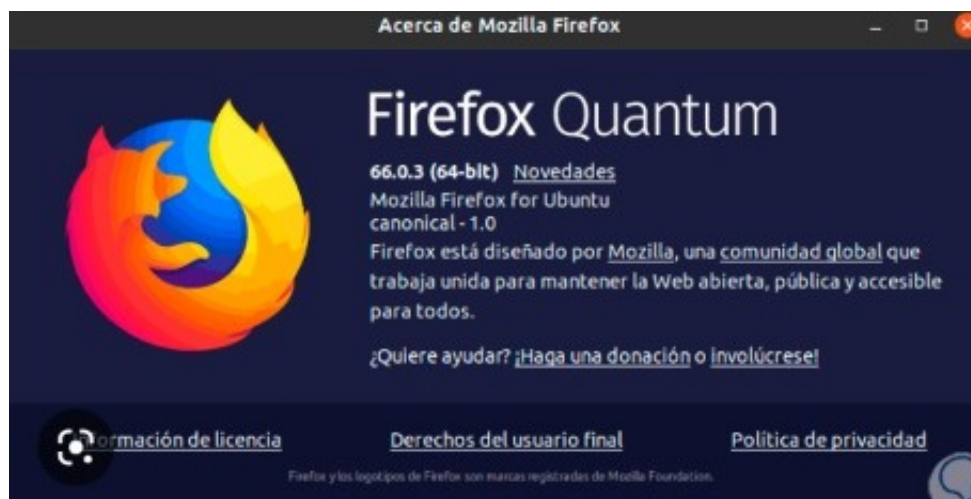 Acerca de Mozilla Firefox
Firefox Quantum
66.0.3 (64-bit) Novedades
Mozilla Firefox for Ubuntu
canonical - 1.0
Firefox está diseñado por Mozilla, una comunidad global que
trabaja unida para mantener la Web abierta, pública y accesible
para todos.
¿Quiere ayudar? ¡Haga una donación o involúcrese!
ormación de licencia Derechos del usuario final Política de privacidad
Firefox y los logotipos de Firefox son marcas registradas de Mozilla Foundation.